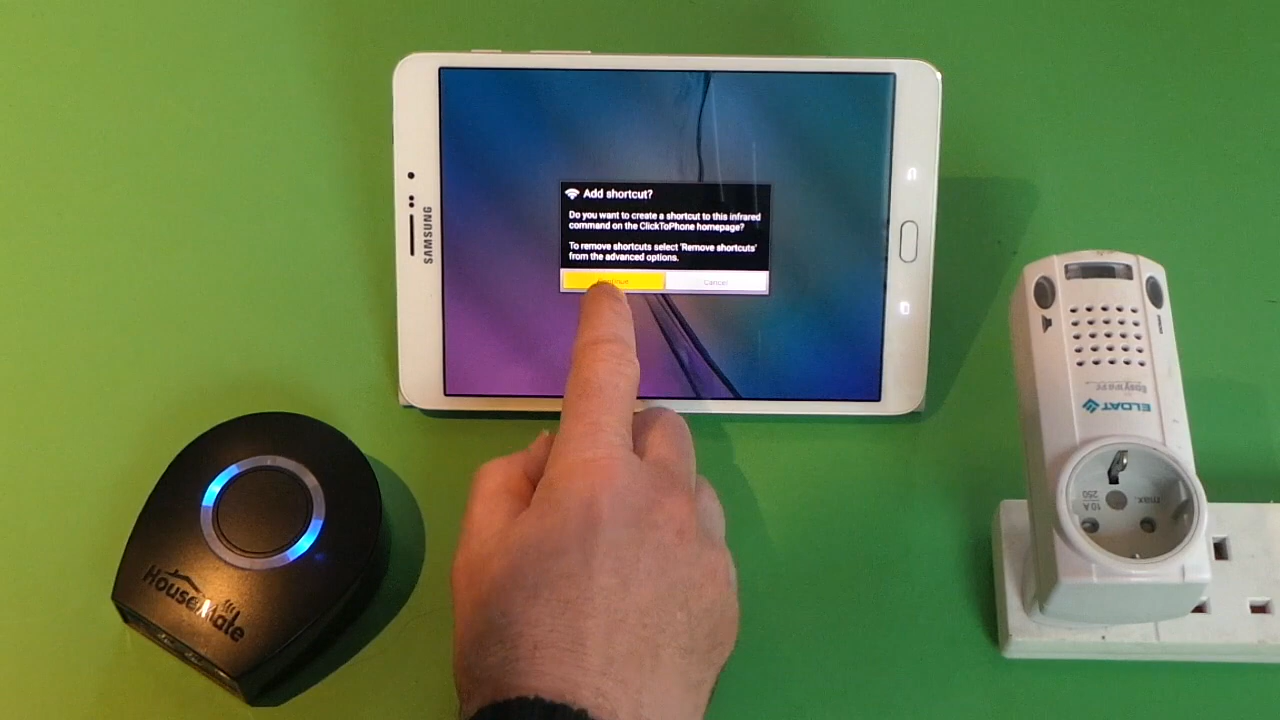 SAMSUNG
Add shortcut?
Do you want to create a shortcut to this infrared
command on the ClickToPhone homepage?
To remove shortcuts select 'Remove shortcuts'
from the advanced options.
Cancel
HouseMate
Easywave
ELDAT
max.
250
10 A